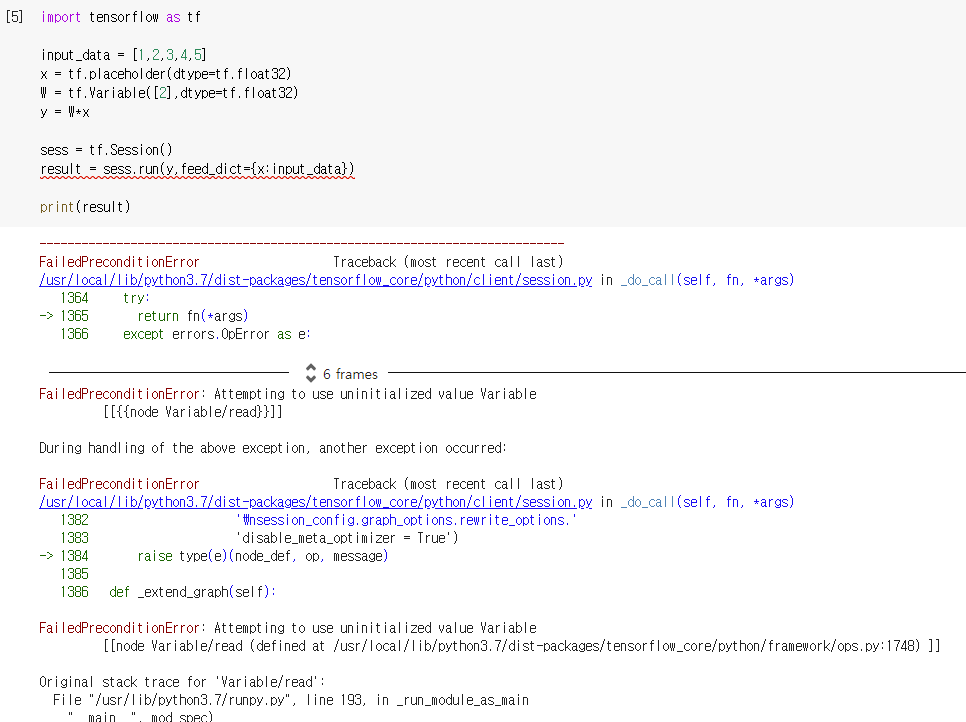 [5] import tensorflow as tf
input_data = [1,2,3,4,5]
x = tf.placeholder(dtype=tf.float32)
W = tf.Variable([2],dtype=tf.float32)
y = W*x
sess = tf.Session()
result = sess.run(y,feed_dict={x:input_data})
print(result)
---------------------------------------------------------------------------
FailedPreconditionError Traceback (most recent call last)
/usr/local/lib/python3.7/dist-packages/tensorflow_core/python/client/session.py in _do_call(self, fn, *args)
1364 try:
-> 1365 return fn(*args)
1366 except errors.OpError as e:
6 frames
FailedPreconditionError: Attempting to use uninitialized value Variable
[[{{node Variable/read}}]]
During handling of the above exception, another exception occurred:
FailedPreconditionError Traceback (most recent call last)
/usr/local/lib/python3.7/dist-packages/tensorflow_core/python/client/session.py in _do_call(self, fn, *args)
1382 '₩nsession_config.graph_options.rewrite_options.'
1383 'disable_meta_optimizer = True')
-> 1384 raise type(e)(node_def, op, message)
1385
1386 def _extend_graph(self):
FailedPreconditionError: Attempting to use uninitialized value Variable
[[node Variable/read (defined at /usr/local/lib/python3.7/dist-packages/tensorflow_core/python/framework/ops.py:1748) ]]
Original stack trace for 'Variable/read':
File "/usr/lib/python3.7/runpy.py", line 193, in _run_module_as_main
"__main__", mod_spec)